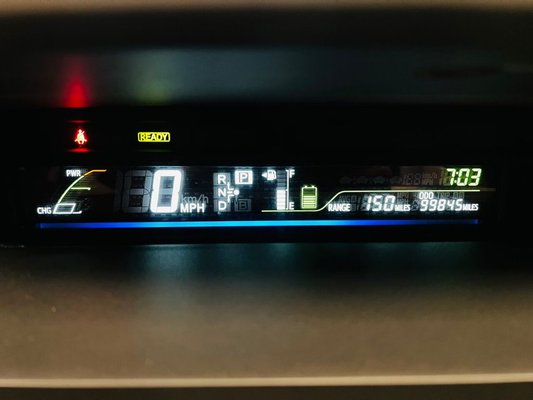 READY
PWR
CHG
0
MPH
R
N
D
P
F
E
7:03
RANGE 150 MILES
ODO 99845 MILES